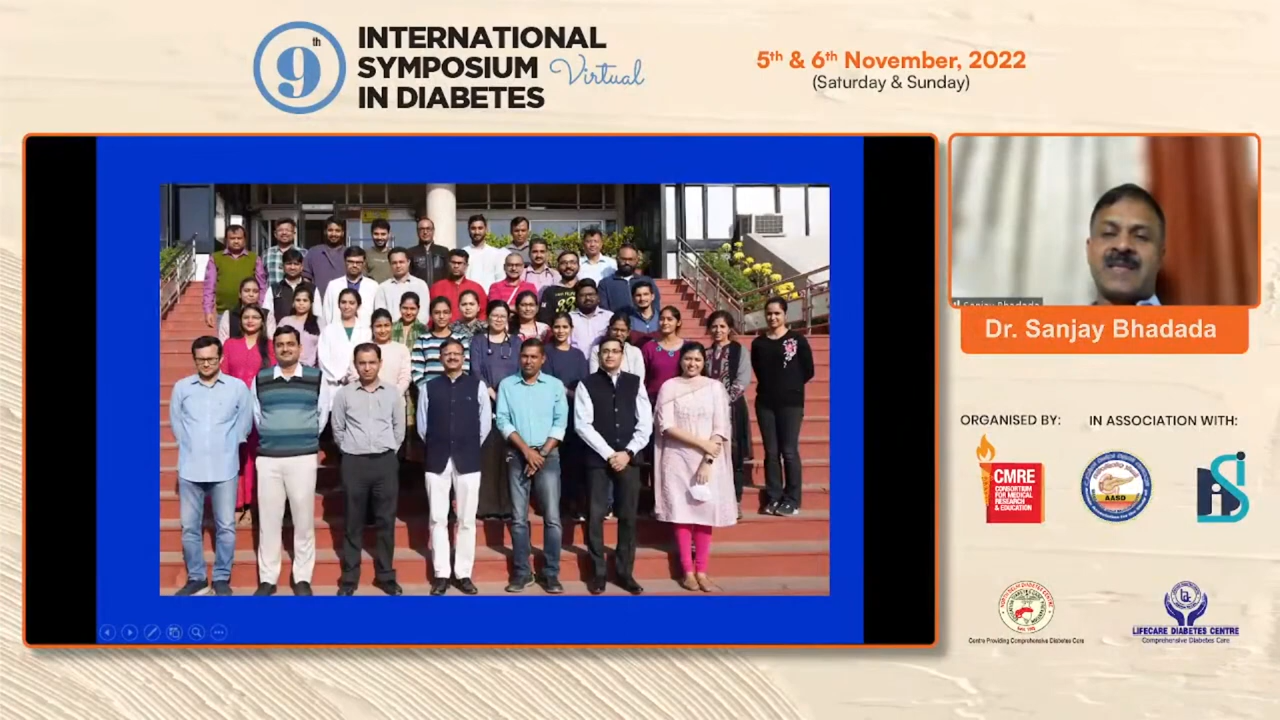 9th
INTERNATIONAL
SYMPOSIUM
Virtual
IN DIABETES
5th & 6th November, 2022
(Saturday & Sunday)
Sanjay Bhadada
Dr. Sanjay Bhadada
ORGANISED BY:
IN ASSOCIATION WITH:
CMRE
CONSORTIUM
FOR MEDICAL
RESEARCH
& EDUCATION
AASD
Centre Providing Comprehensive Diabetes Care
LIFECARE DIABETES CENTRE
Comprehensive Diabetes Care